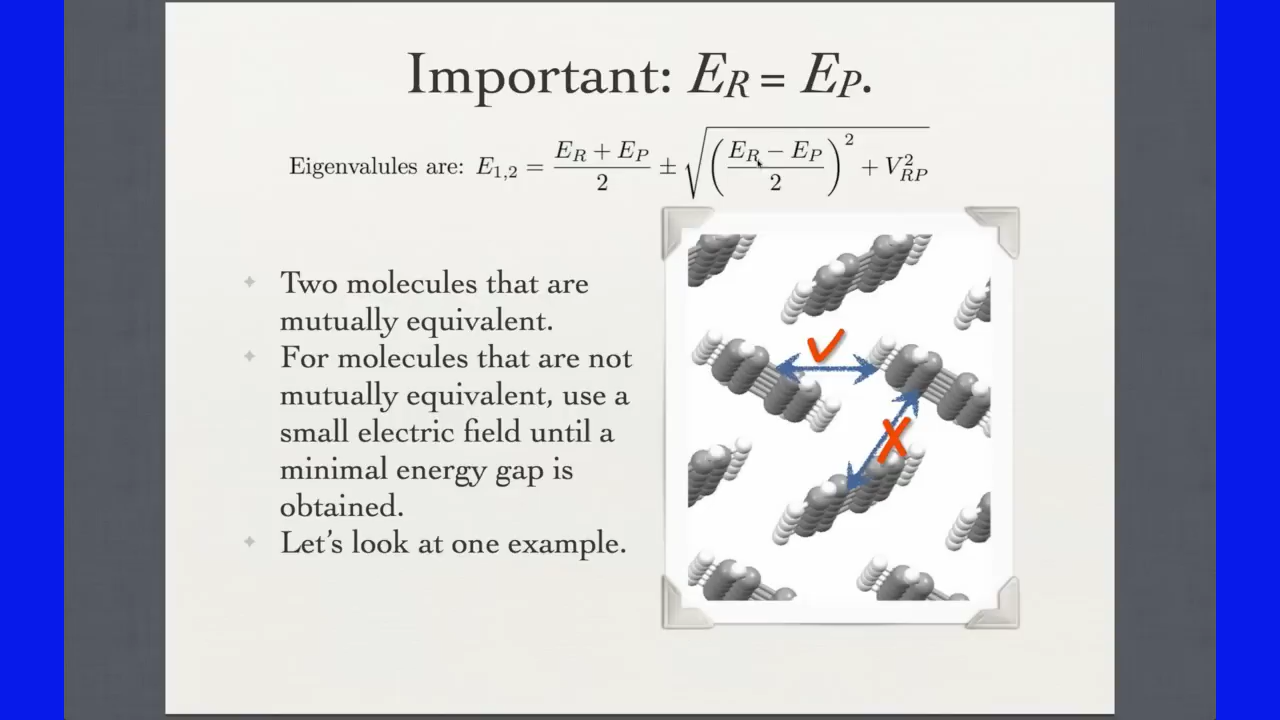 Important: E_R = E_P.
Eigenvalules are: E_{1,2} = \frac{E_R + E_P}{2} ± \sqrt{\left(\frac{E_R − E_P}{2}\right)^2 + V_{RP}^2}
Two molecules that are
mutually equivalent.
For molecules that are not
mutually equivalent, use a
small electric field until a
minimal energy gap is
obtained.
Let's look at one example.